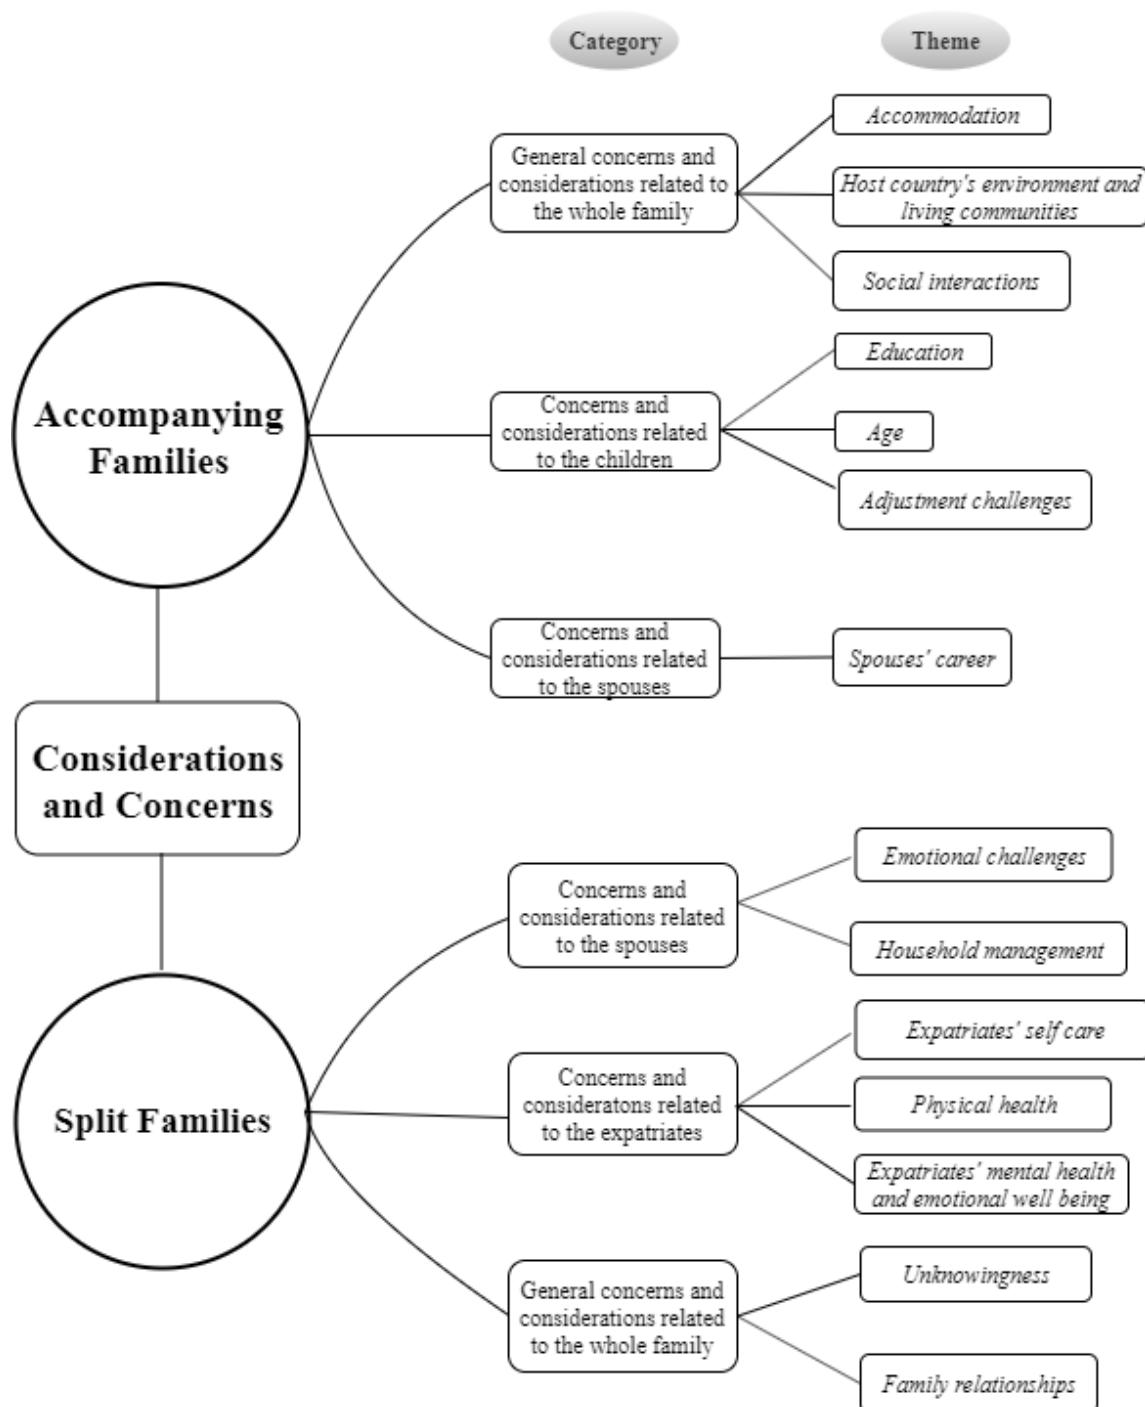 Category
Theme
Accommodation
General concerns and
considerations related to
the whole family
Host country's environment and
living communities
Social interactions
Accompanying
Families
Education
Concerns and
considerations related
to the children
Age
Adjustment challenges
Concerns and
considerations related
to the spouses
Spouses' career
Considerations
and Concerns
Emotional challenges
Concerns and
considerations related
to the spouses
Household management
Split Families
Expatriates' self care
Concerns and
consideratons related
to the expatriates
Physical health
Expatriates' mental health
and emotional well being
Unknowingness
General concerns and
considerations related
to the whole family
Family relationships